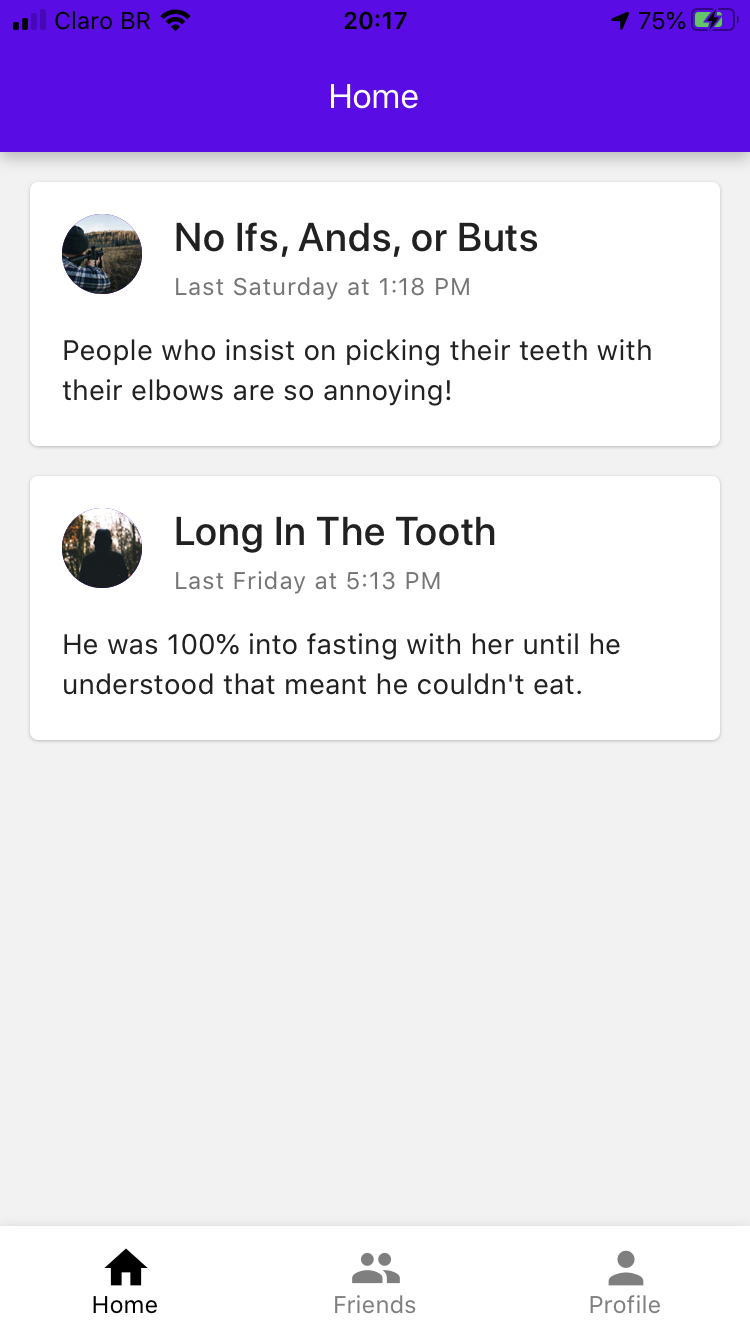 Claro BR 20:17 75%
Home
No Ifs, Ands, or Buts
Last Saturday at 1:18 PM
People who insist on picking their teeth with
their elbows are so annoying!
Long In The Tooth
Last Friday at 5:13 PM
He was 100% into fasting with her until he
understood that meant he couldn't eat.
Home Friends Profile